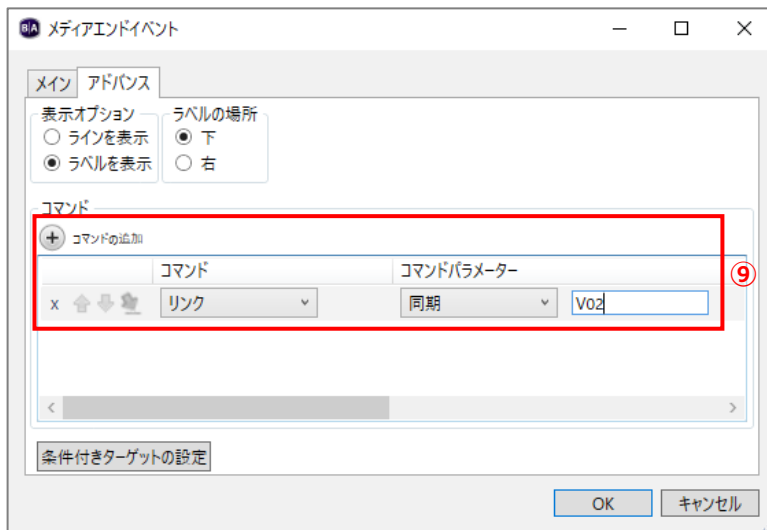 B/A メディアエンドイベント
メイン アドバンス
表示オプション ラベルの場所
ラインを表示 下
ラベルを表示 右
コマンド
コマンドの追加
コマンド コマンドパラメーター
⑨
x リンク 同期 V02
条件付きターゲットの設定
OK キャンセル